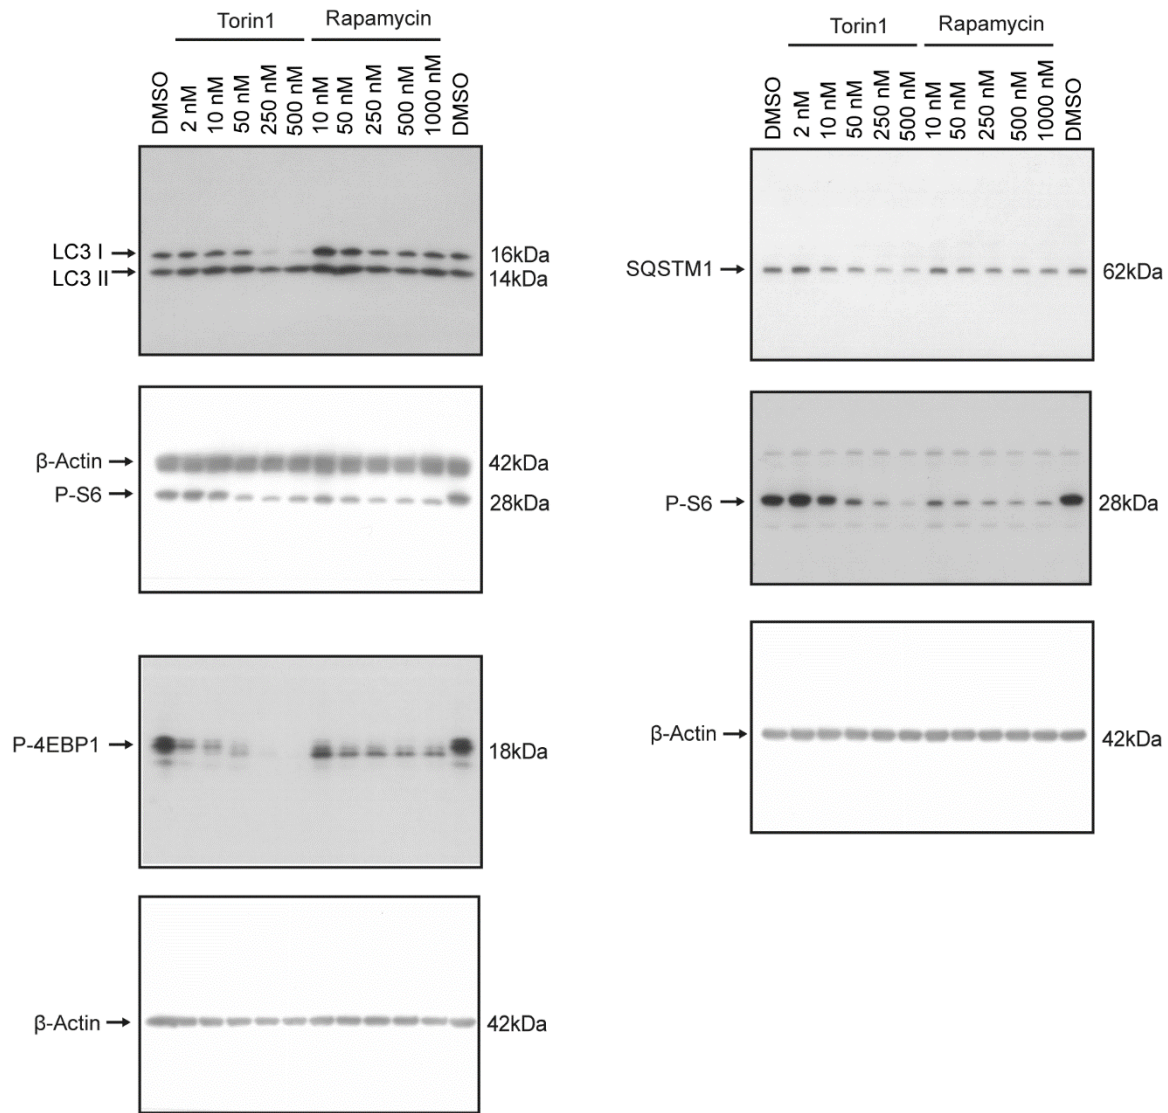 Torin1 Rapamycin
DMSO 2 nM 10 nM 50 nM 250 nM 500 nM 10 nM 50 nM 250 nM 500 nM 1000 nM DMSO
LC3 I 16kDa
LC3 II 14kDa
β-Actin 42kDa
P-S6 28kDa
P-4EBP1 18kDa
β-Actin 42kDa
Torin1 Rapamycin
DMSO 2 nM 10 nM 50 nM 250 nM 500 nM 10 nM 50 nM 250 nM 500 nM 1000 nM DMSO
SQSTM1 62kDa
P-S6 28kDa
β-Actin 42kDa